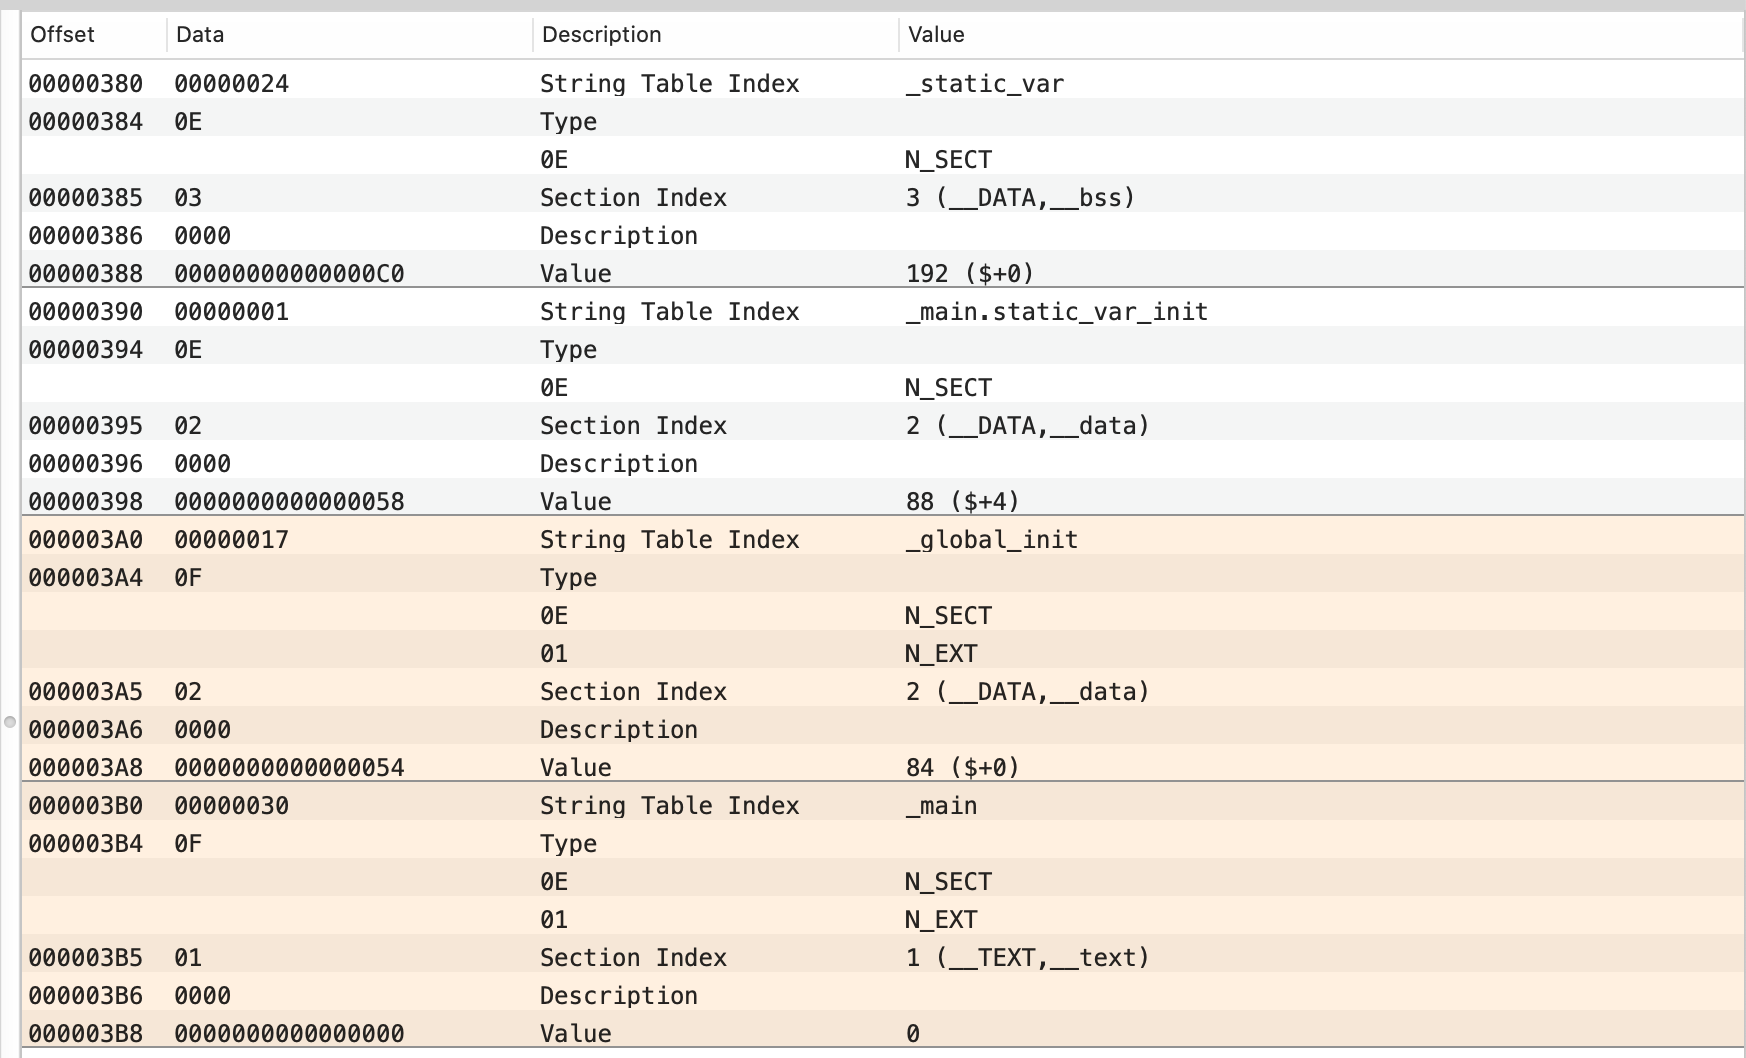 Offset Data Description Value
00000380 00000024 String Table Index _static_var
00000384 0E Type
0E N_SECT
00000385 03 Section Index 3 (__DATA,__bss)
00000386 0000 Description
00000388 00000000000000C0 Value 192 ($+0)
00000390 00000001 String Table Index _main.static_var_init
00000394 0E Type
0E N_SECT
00000395 02 Section Index 2 (__DATA,__data)
00000396 0000 Description
00000398 0000000000000058 Value 88 ($+4)
000003A0 00000017 String Table Index _global_init
000003A4 0F Type
0E N_SECT
01 N_EXT
000003A5 02 Section Index 2 (__DATA,__data)
000003A6 0000 Description
000003A8 0000000000000054 Value 84 ($+0)
000003B0 00000030 String Table Index _main
000003B4 0F Type
0E N_SECT
01 N_EXT
000003B5 01 Section Index 1 (__TEXT,__text)
000003B6 0000 Description
000003B8 0000000000000000 Value 0